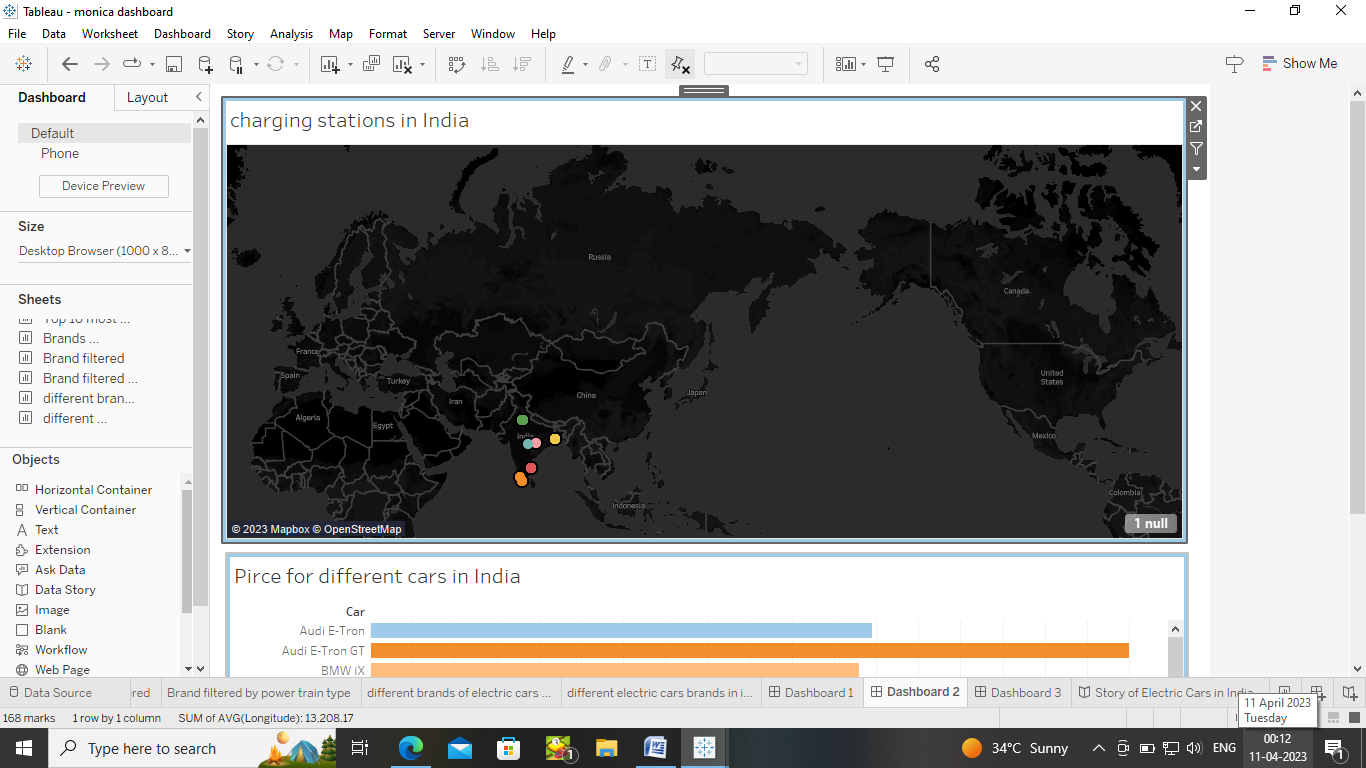 Tableau - monica dashboard
File Data Worksheet Dashboard Story Analysis Map Format Server Window Help
Show Me
Dashboard Layout
Default
Phone
Device Preview
Size
Desktop Browser (1000 x 8...
Sheets
Top 10 most ...
Brands ...
Brand filtered
Brand filtered ...
different bran...
different ...
Objects
Horizontal Container
Vertical Container
Text
Extension
Ask Data
Data Story
Image
Blank
Workflow
Web Page
charging stations in India
Russia
Canada
France
Spain
Turkey
United
States
Japan
China
Iran
Algeria
Egypt
India
Mexico
Colombia
Indonesia
© 2023 Mapbox © OpenStreetMap
1 null
Pirce for different cars in India
Car
Audi E-Tron
Audi E-Tron GT
BMW iX
Data Source ered Brand filtered by power train type different brands of electric cars ... different electric cars brands in i... Dashboard 1 Dashboard 2 Dashboard 3 Story of Electric Cars in India
168 marks 1 row by 1 column SUM of AVG(Longitude): 13,208.17
11 April 2023
Tuesday
Type here to search
1
34°C Sunny
ENG
00:12
11-04-2023
1